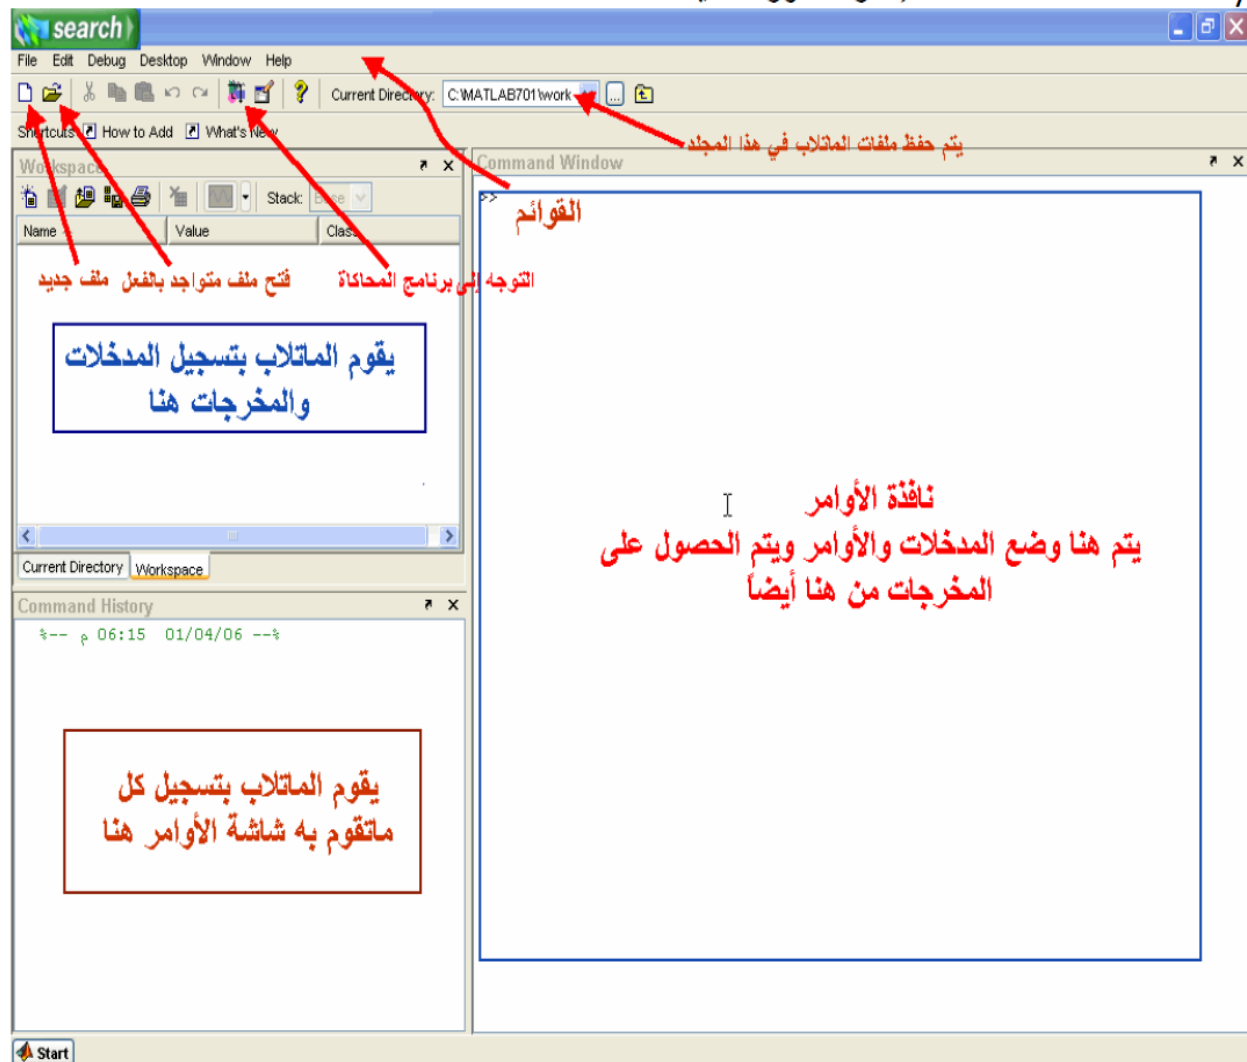 search
File Edit Debug Desktop Window Help
Current Directory: C:\MATLAB701\work
Shortcuts How to Add What's New
يتم حفظ ملفات الماتلاب في هذا المجلد
Workspace
Stack: Base
Name Value Class
ملف جديد
فتح ملف متواجد بالفعل
التوجه إلى برنامج المحاكاة
يقوم الماتلاب بتسجيل المدخلات
والمخرجات هنا
Current Directory Workspace
Command History
%-- 01/04/06 06:15 م --%
يقوم الماتلاب بتسجيل كل
ماتقوم به شاشة الأوامر هنا
Command Window
>>
القوائم
نافذة الأوامر
يتم هنا وضع المدخلات والأوامر ويتم الحصول على
المخرجات من هنا أيضاً
Start